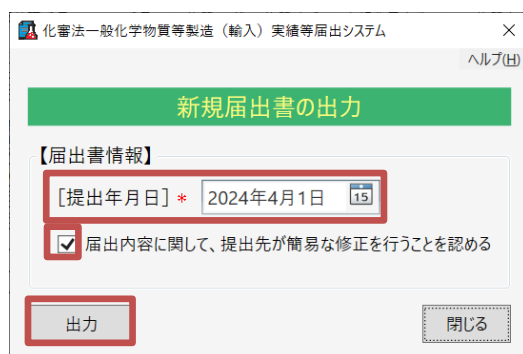 化審法一般化学物質等製造（輸入）実績等届出システム
ヘルプ(H)
新規届出書の出力
【届出書情報】
[提出年月日] * 2024年4月1日 15
届出内容に関して、提出先が簡易な修正を行うことを認める
出力 閉じる